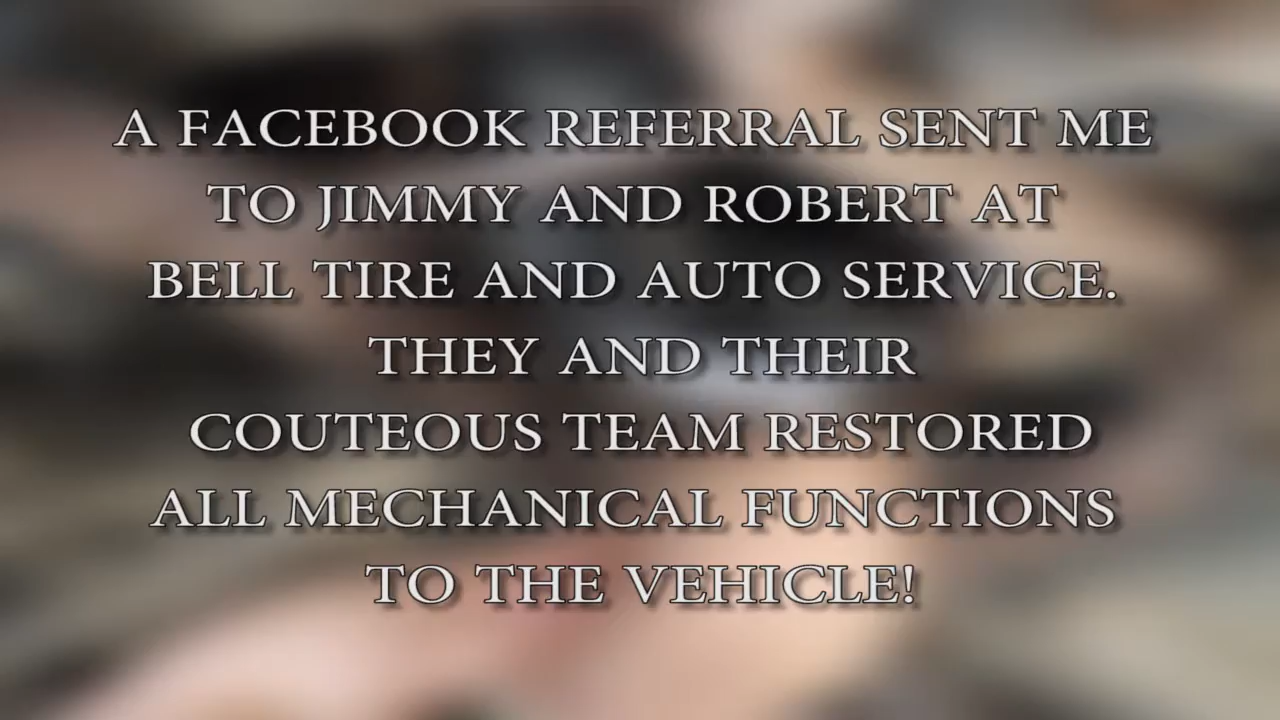 A FACEBOOK REFERRAL SENT ME
TO JIMMY AND ROBERT AT
BELL TIRE AND AUTO SERVICE.
THEY AND THEIR
COUTEOUS TEAM RESTORED
ALL MECHANICAL FUNCTIONS
TO THE VEHICLE!